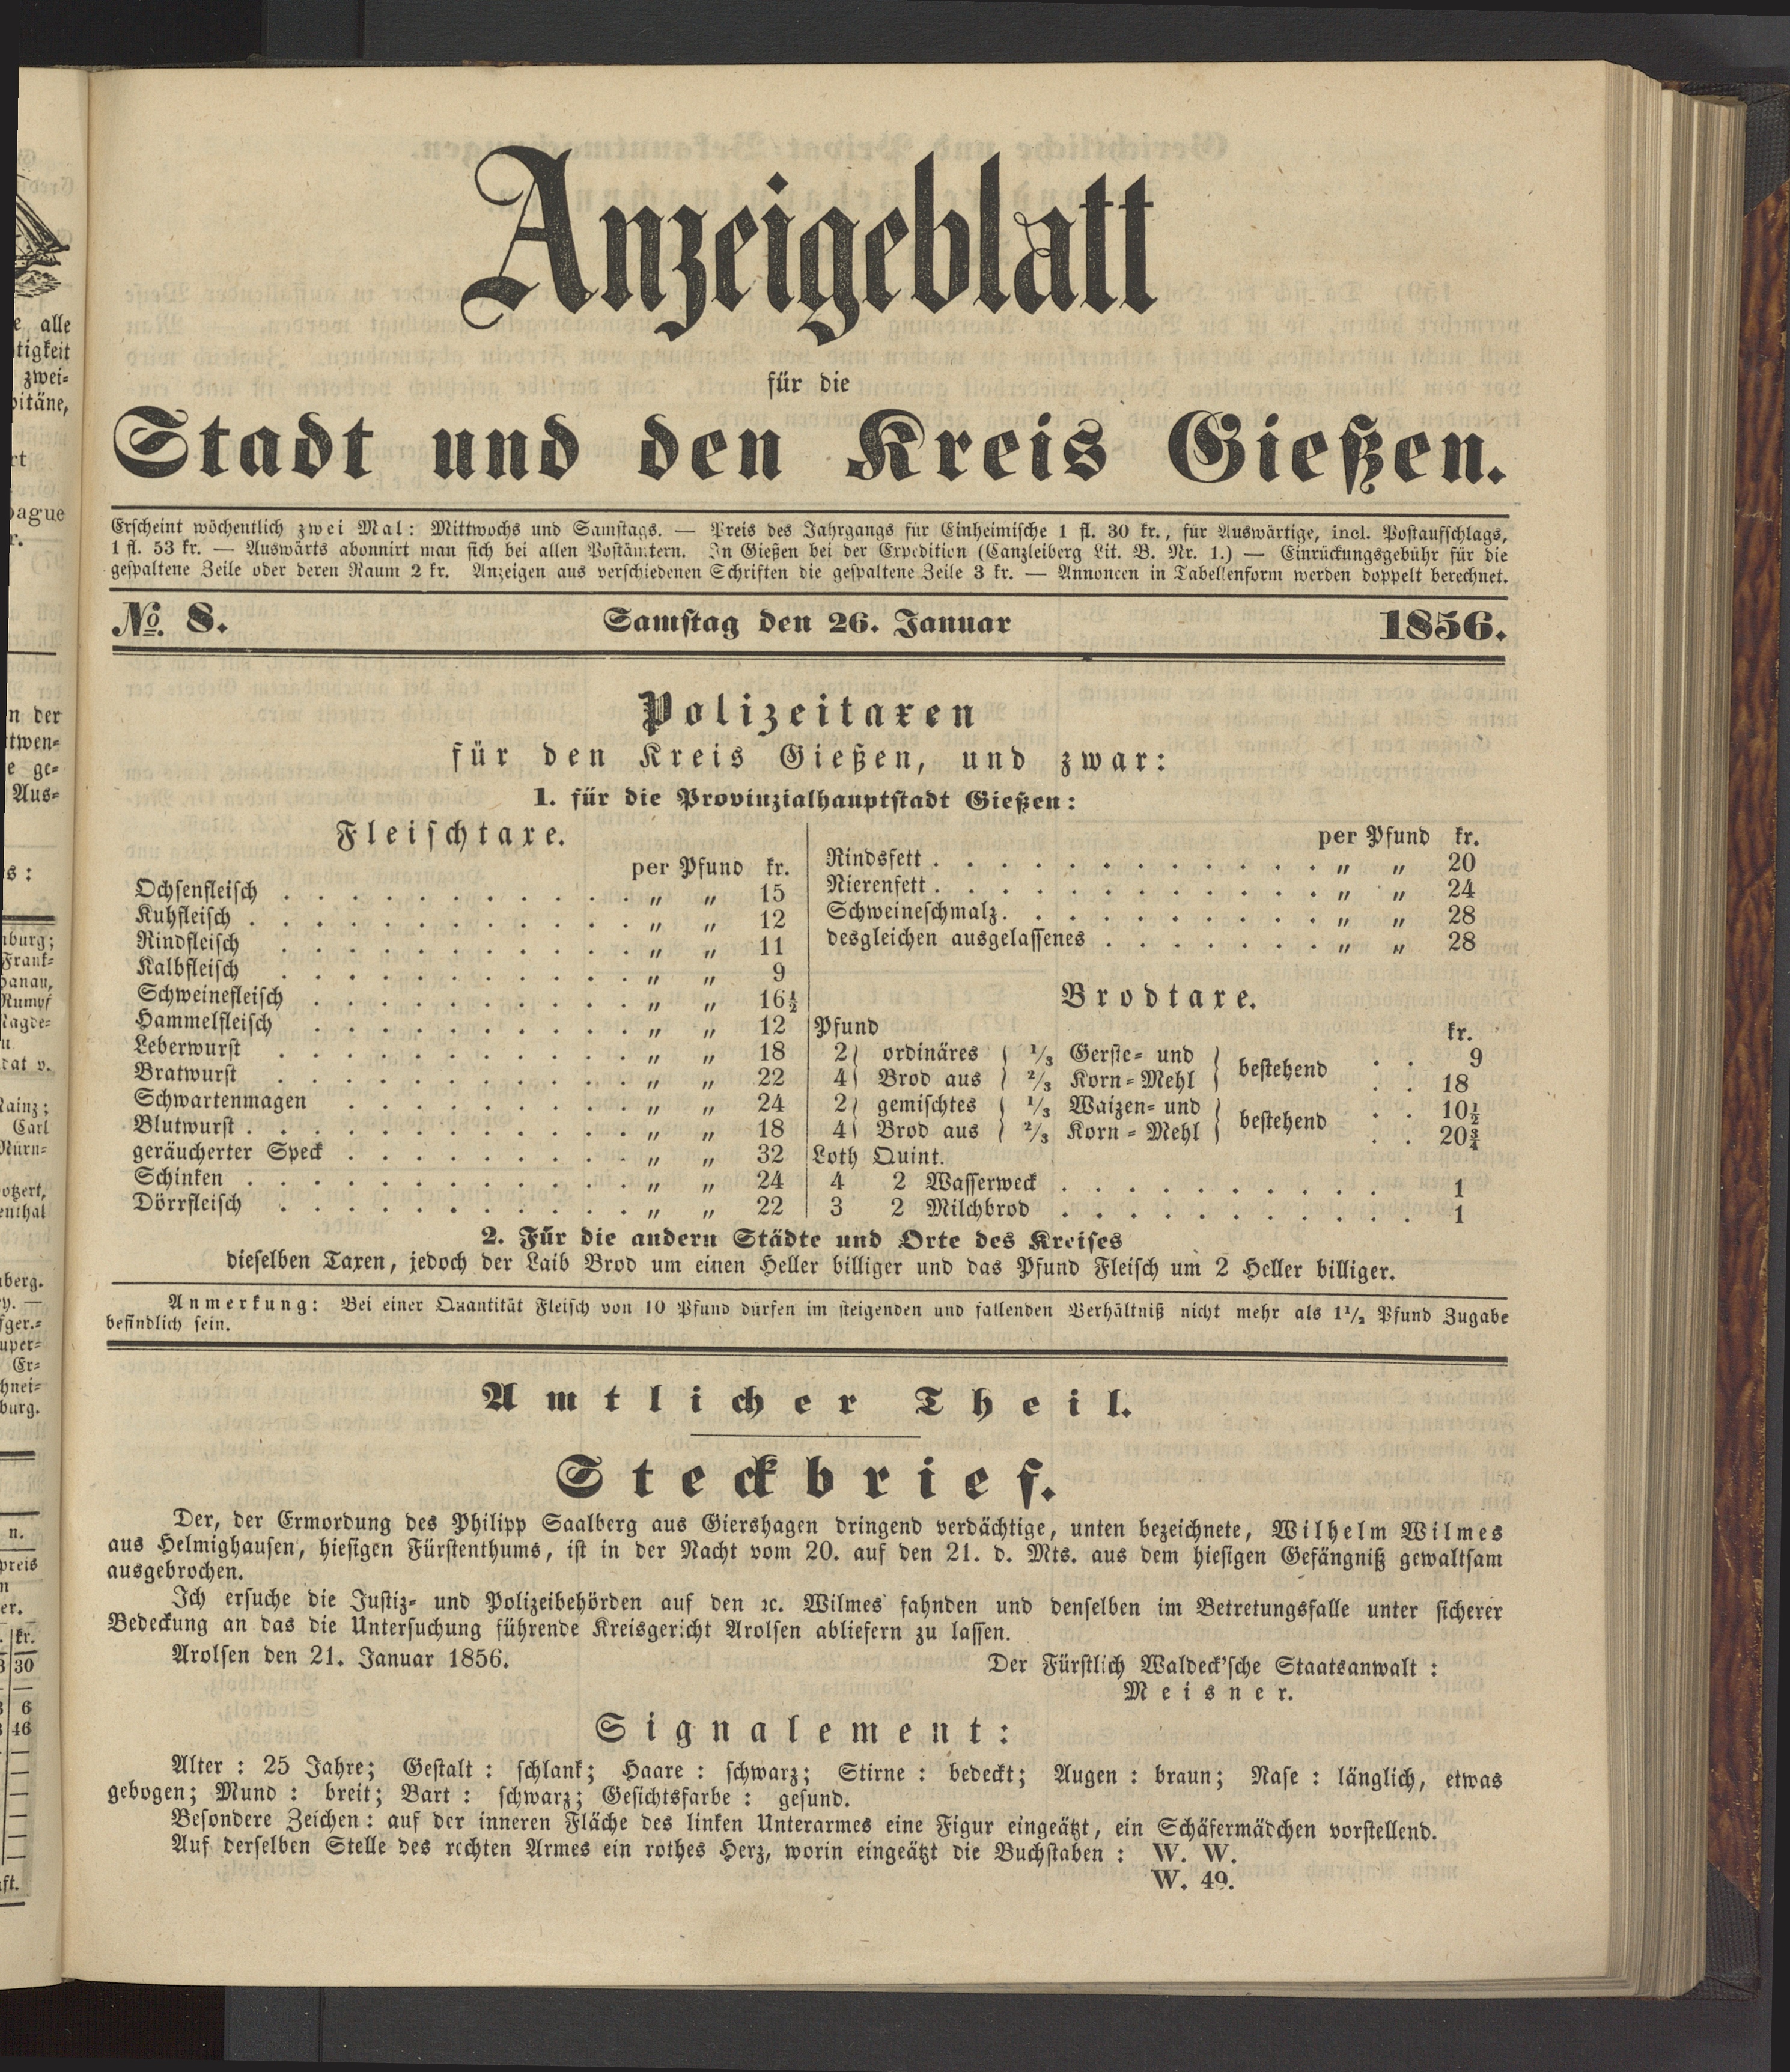 Anzeigeblatt
für die
Stadt und den Kreis Gießen.
Erscheint wöchentlich zwei Mal: Mittwochs und Samstags. — Preis des Jahrgangs für Einheimische 1 fl. 30 kr., für Auswärtige, incl. Postaufschlags,
1 fl. 53 kr. — Auswärts abonnirt man sich bei allen Postämtern. In Gießen bei der Expedition (Canzleiberg Lit. B. Nr. 1.) — Einrückungsgebühr für die
gespaltene Zeile oder deren Raum 2 kr. Anzeigen aus verschiedenen Schriften die gespaltene Zeile 3 kr. — Annoncen in Tabellenform werden doppelt berechnet.
No. 8. Samstag den 26. Januar 1856.
Polizeitaxen
für den Kreis Gießen, und zwar:
1. für die Provinzialhauptstadt Gießen:
Fleischtaxe.
per Pfund kr.
Ochsenfleisch . . . . . . . . . . . „ „ 15
Kuhfleisch . . . . . . . . . . . . „ „ 12
Rindfleisch . . . . . . . . . . . „ „ 11
Kalbfleisch . . . . . . . . . . . „ „ 9
Schweinefleisch . . . . . . . . . . „ „ 16½
Hammelfleisch . . . . . . . . . . „ „ 12
Leberwurst . . . . . . . . . . . „ „ 18
Bratwurst . . . . . . . . . . . „ „ 22
Schwartenmagen . . . . . . . . . „ „ 24
Blutwurst . . . . . . . . . . . . „ „ 18
geräucherter Speck . . . . . . . . . „ „ 32
Schinken . . . . . . . . . . . . „ „ 24
Dörrfleisch . . . . . . . . . . . „ „ 22
per Pfund kr.
Rindsfett . . . . . . . . . . . . „ „ 20
Nierenfett . . . . . . . . . . . . „ „ 24
Schweineschmalz . . . . . . . . . . „ „ 28
desgleichen ausgelassenes . . . . . . . „ „ 28
Brodtaxe.
Pfund kr.
2 } ordinäres { ⅓ Gerste- und } bestehend . . 9
4 } Brod aus { ⅔ Korn-Mehl } . . 18
2 } gemischtes { ⅓ Waizen- und } bestehend . . 10½
4 } Brod aus { ⅔ Korn-Mehl } . . 20¾
Loth Quint.
4 2 Wasserweck . . . . . . . . . . 1
3 2 Milchbrod . . . . . . . . . . . 1
2. Für die andern Städte und Orte des Kreises
dieselben Taxen, jedoch der Laib Brod um einen Heller billiger und das Pfund Fleisch um 2 Heller billiger.
Anmerkung: Bei einer Quantität Fleisch von 10 Pfund dürfen im steigenden und fallenden Verhältniß nicht mehr als 1½ Pfund Zugabe
befindlich sein.
Amtlicher Theil.
Steckbrief.
Der, der Ermordung des Philipp Saalberg aus Giershagen dringend verdächtige, unten bezeichnete, Wilhelm Wilmes
aus Helmighausen, hiesigen Fürstenthums, ist in der Nacht vom 20. auf den 21. d. Mts. aus dem hiesigen Gefängniß gewaltsam
ausgebrochen.
Ich ersuche die Justiz- und Polizeibehörden auf den ꝛc. Wilmes fahnden und denselben im Betretungsfalle unter sicherer
Bedeckung an das die Untersuchung führende Kreisgericht Arolsen abliefern zu lassen.
Arolsen den 21. Januar 1856. Der Fürstlich Waldeck'sche Staatsanwalt:
Meisner.
Signalement:
Alter: 25 Jahre; Gestalt: schlank; Haare: schwarz; Stirne: bedeckt; Augen: braun; Nase: länglich, etwas
gebogen; Mund: breit; Bart: schwarz; Gesichtsfarbe: gesund.
Besondere Zeichen: auf der inneren Fläche des linken Unterarmes eine Figur eingeätzt, ein Schäfermädchen vorstellend.
Auf derselben Stelle des rechten Armes ein rothes Herz, worin eingeätzt die Buchstaben: W. W.
W. 49.